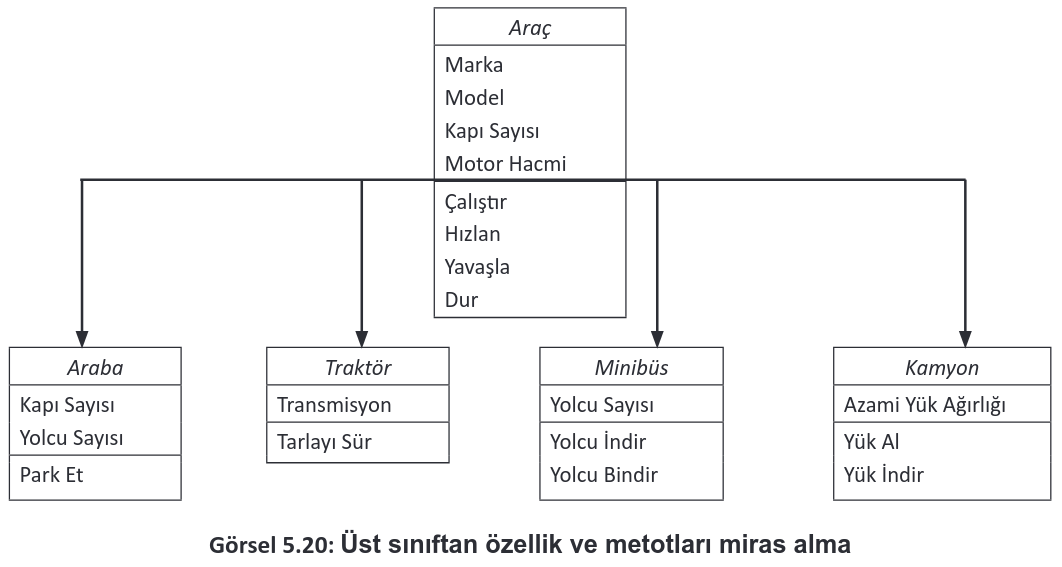 Araç
Marka
Model
Kapı Sayısı
Motor Hacmi
Çalıştır
Hızlan
Yavaşla
Dur
Araba
Kapı Sayısı
Yolcu Sayısı
Park Et
Traktör
Transmisyon
Tarlayı Sür
Minibüs
Yolcu Sayısı
Yolcu İndir
Yolcu Bindir
Kamyon
Azami Yük Ağırlığı
Yük Al
Yük İndir
Görsel 5.20: Üst sınıftan özellik ve metotları miras alma